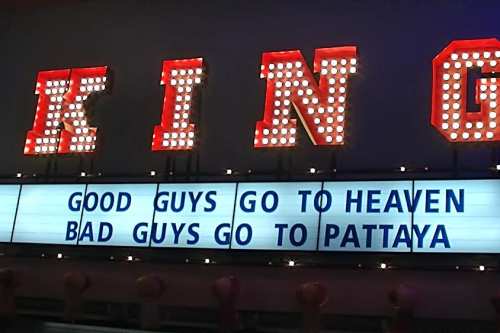 KING
GOOD GUYS GO TO HEAVEN
BAD GUYS GO TO PATTAYA